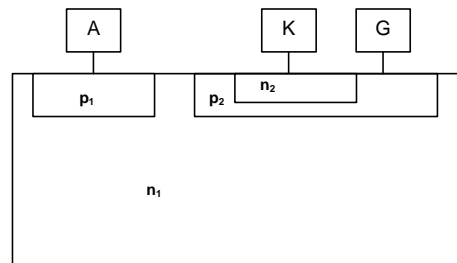 A K G
n₂
p₁ p₂
n₁